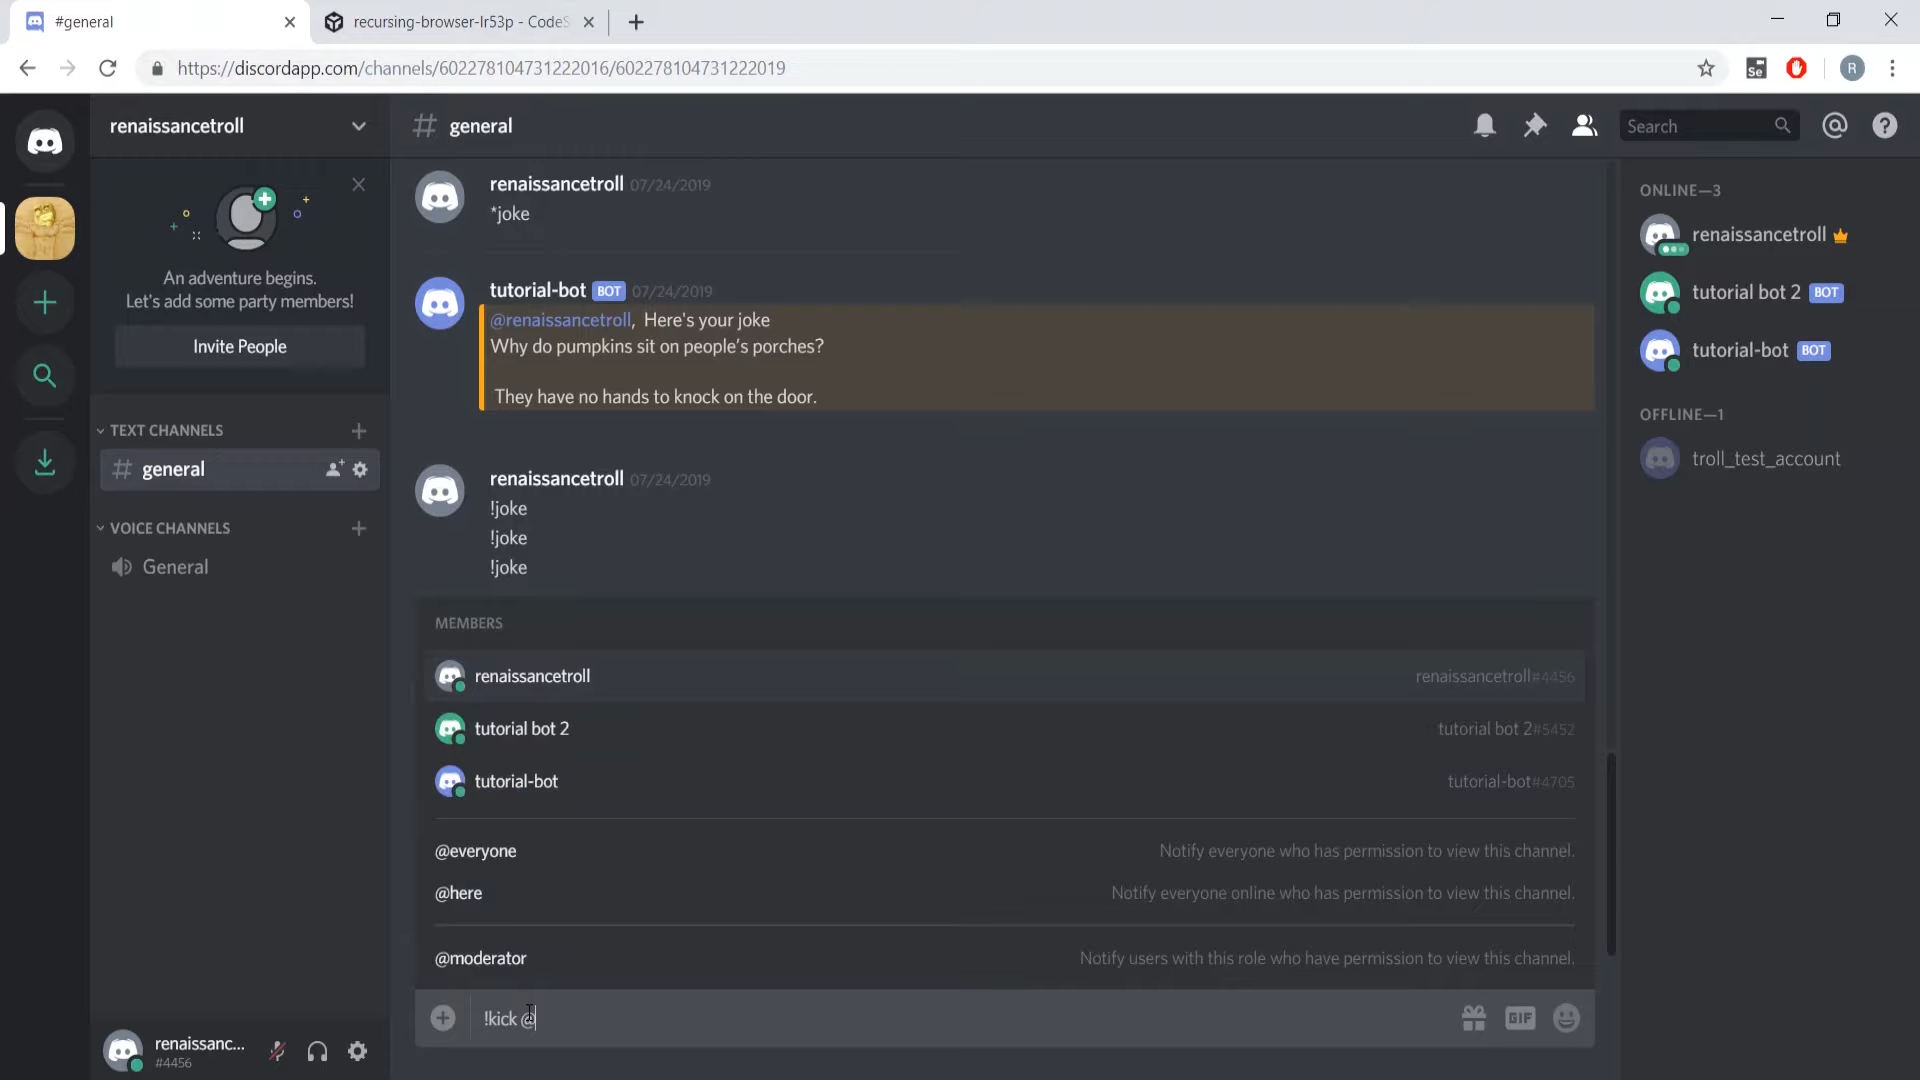 #general
recursing-browser-lr53p - CodeS
https://discordapp.com/channels/602278104731222016/602278104731222019
Se
R
renaissancetroll
general
Search
An adventure begins.
Let's add some party members!
Invite People
TEXT CHANNELS
general
VOICE CHANNELS
General
renaissancetroll 07/24/2019
*joke
tutorial-bot BOT 07/24/2019
@renaissancetroll, Here's your joke
Why do pumpkins sit on people's porches?
They have no hands to knock on the door.
renaissancetroll 07/24/2019
!joke
!joke
!joke
MEMBERS
renaissancetroll renaissancetroll#4456
tutorial bot 2 tutorial bot 2#5452
tutorial-bot tutorial-bot#4705
@everyone Notify everyone who has permission to view this channel.
@here Notify everyone online who has permission to view this channel.
@moderator Notify users with this role who have permission to view this channel.
!kick @
GIF
renaissanc...
#4456
ONLINE—3
renaissancetroll
tutorial bot 2 BOT
tutorial-bot BOT
OFFLINE—1
troll_test_account